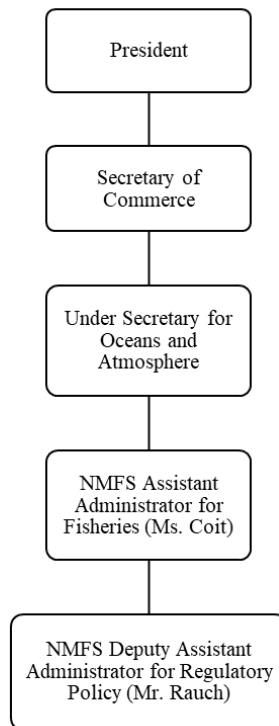 President
Secretary of
Commerce
Under Secretary for
Oceans and
Atmosphere
NMFS Assistant
Administrator for
Fisheries (Ms. Coit)
NMFS Deputy Assistant
Administrator for Regulatory
Policy (Mr. Rauch)